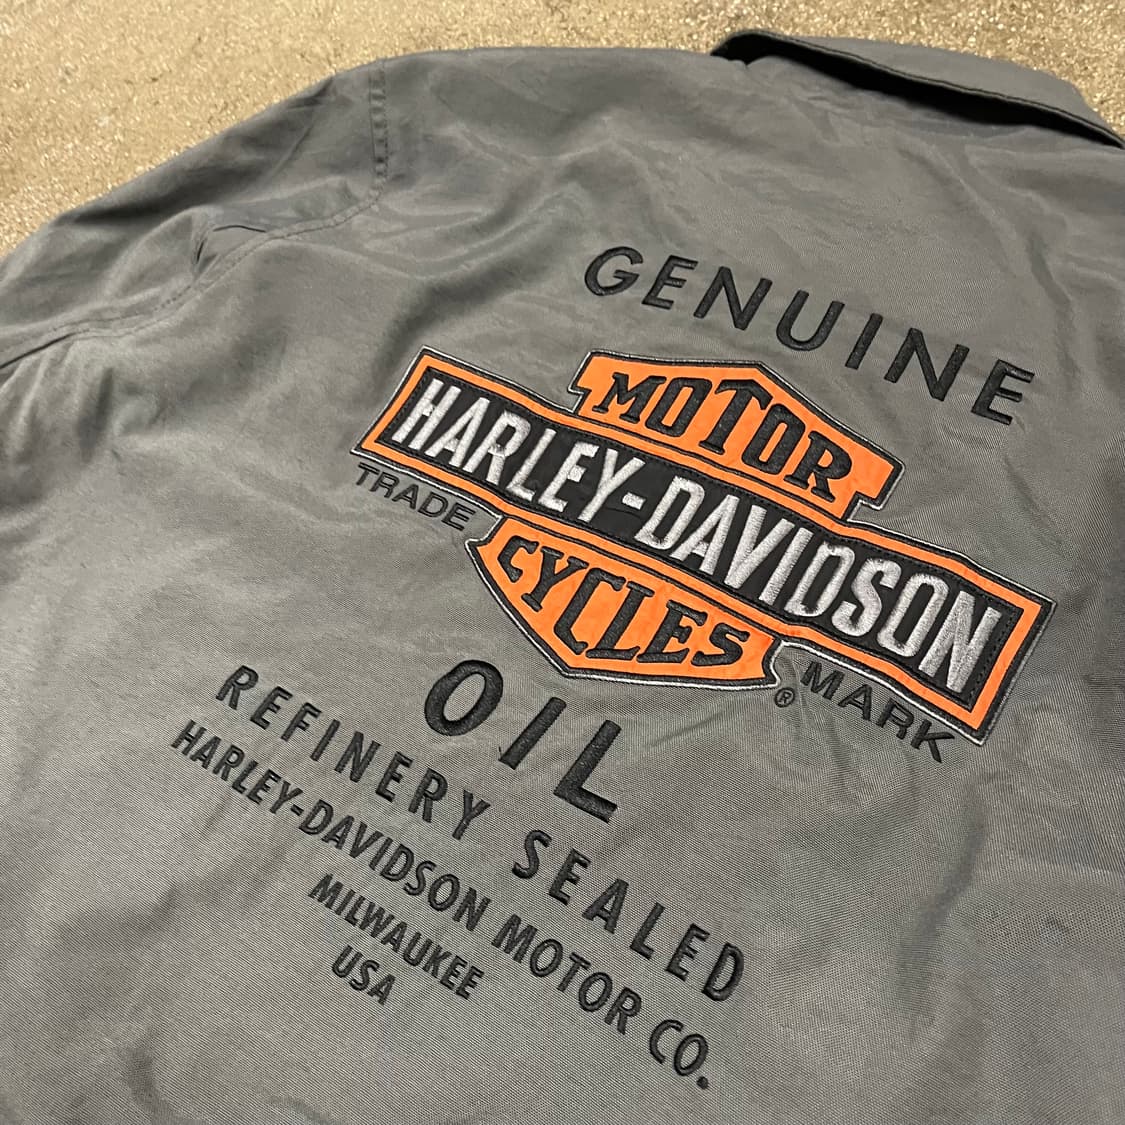 GENUINE
MOTOR
HARLEY-DAVIDSON
CYCLES
TRADE
® MARK
OIL
REFINERY SEALED
HARLEY-DAVIDSON MOTOR CO.
MILWAUKEE
USA